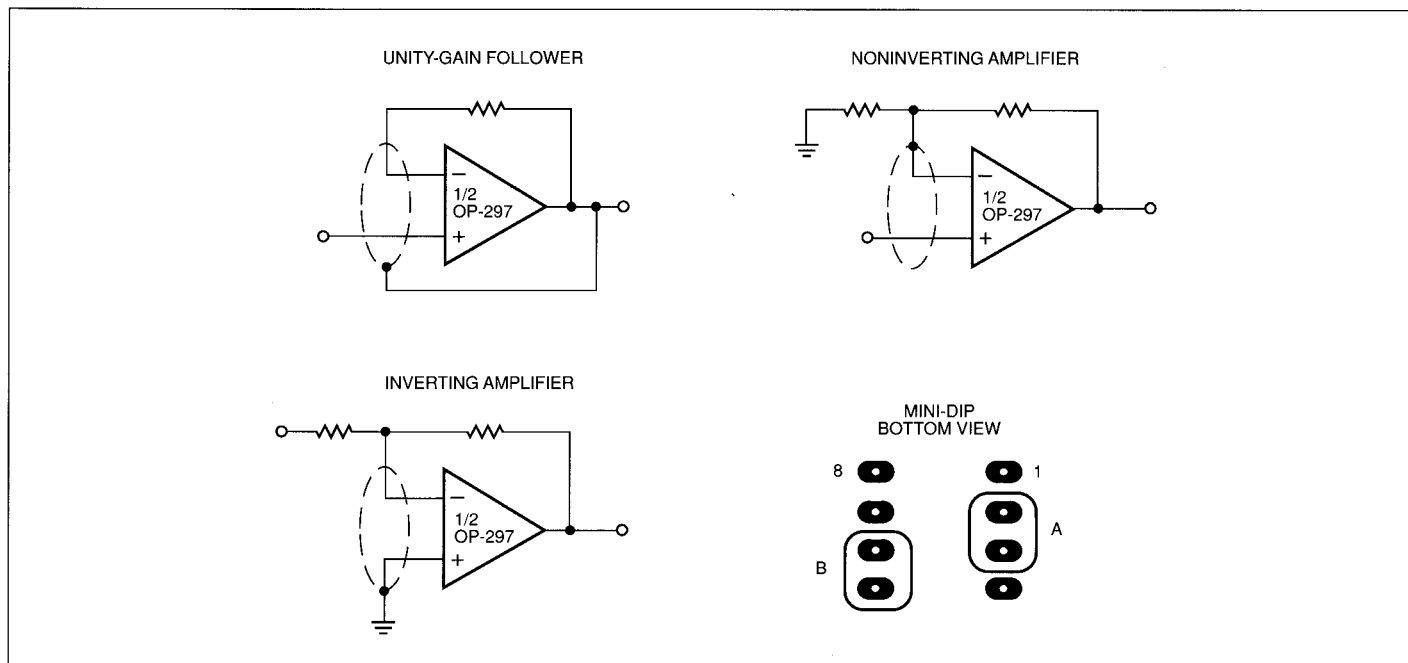 UNITY-GAIN FOLLOWER
−
1/2
OP-297
+
NONINVERTING AMPLIFIER
−
1/2
OP-297
+
INVERTING AMPLIFIER
−
1/2
OP-297
+
MINI-DIP
BOTTOM VIEW
8
1
A
B